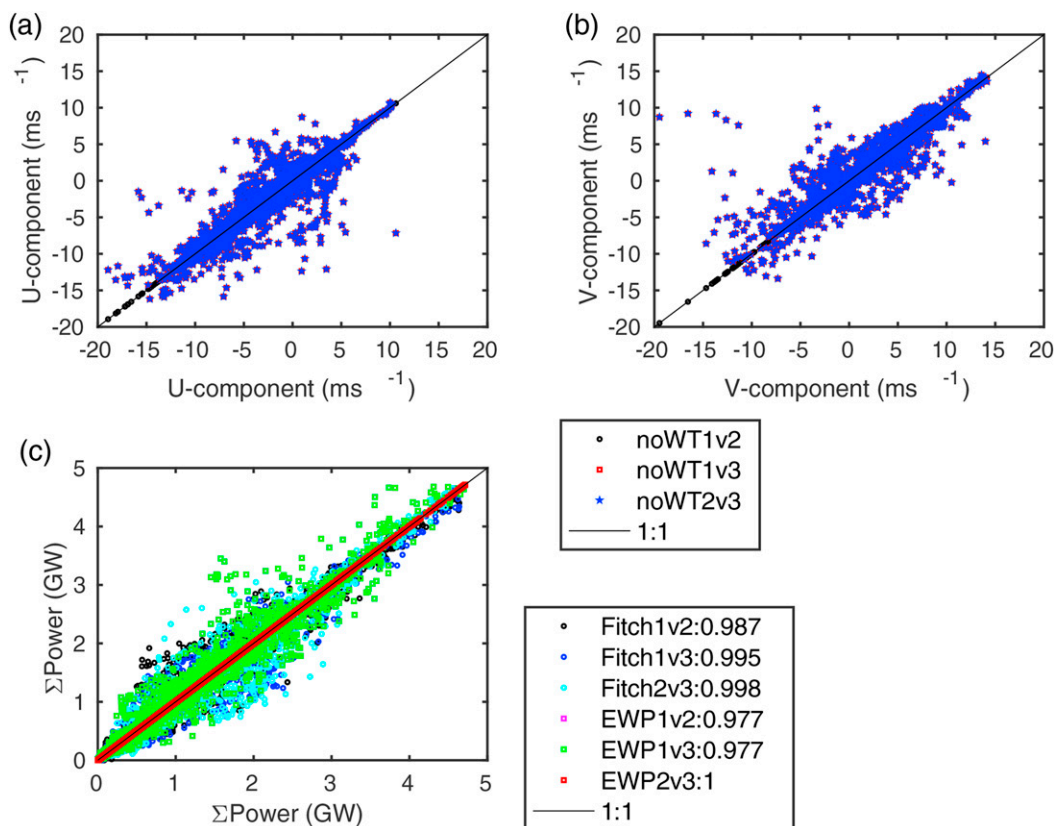 (a)
20
15
10
5
0
-5
-10
-15
-20
U-component (ms -1)
-20 -15 -10 -5 0 5 10 15 20
U-component (ms -1)
(b)
20
15
10
5
0
-5
-10
-15
-20
V-component (ms -1)
-20 -15 -10 -5 0 5 10 15 20
V-component (ms -1)
noWT1v2
noWT1v3
noWT2v3
1:1
(c)
5
4
3
2
1
0
ΣPower (GW)
0 1 2 3 4 5
ΣPower (GW)
Fitch1v2:0.987
Fitch1v3:0.995
Fitch2v3:0.998
EWP1v2:0.977
EWP1v3:0.977
EWP2v3:1
1:1